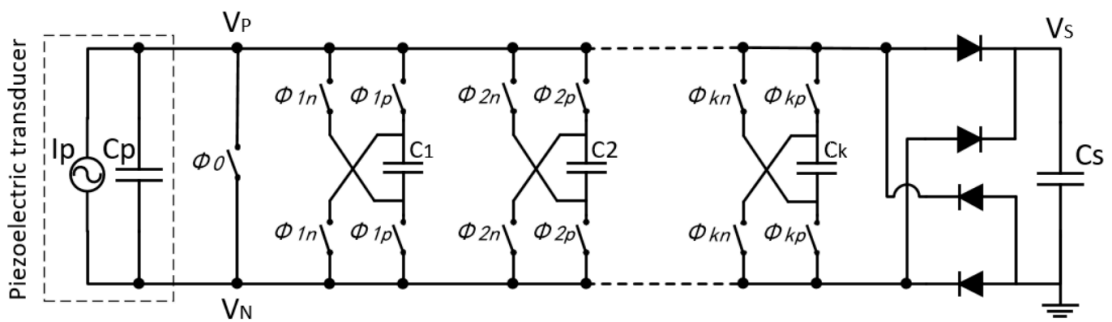 Piezoelectric transducer
Ip
Cp
VP
VN
Φ0
Φ1n
Φ1p
C1
Φ1n
Φ1p
Φ2n
Φ2p
C2
Φ2n
Φ2p
Φkn
Φkp
Ck
Φkn
Φkp
VS
Cs